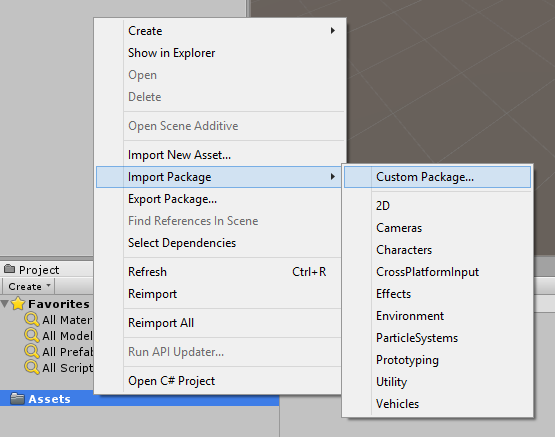 Create
Show in Explorer
Open
Delete
Open Scene Additive
Import New Asset...
Import Package
Export Package...
Find References In Scene
Select Dependencies
Refresh Ctrl+R
Reimport
Reimport All
Run API Updater...
Open C# Project
Custom Package...
2D
Cameras
Characters
CrossPlatformInput
Effects
Environment
ParticleSystems
Prototyping
Utility
Vehicles
Project
Create
Favorites
All Mater
All Model
All Prefab
All Script
Assets